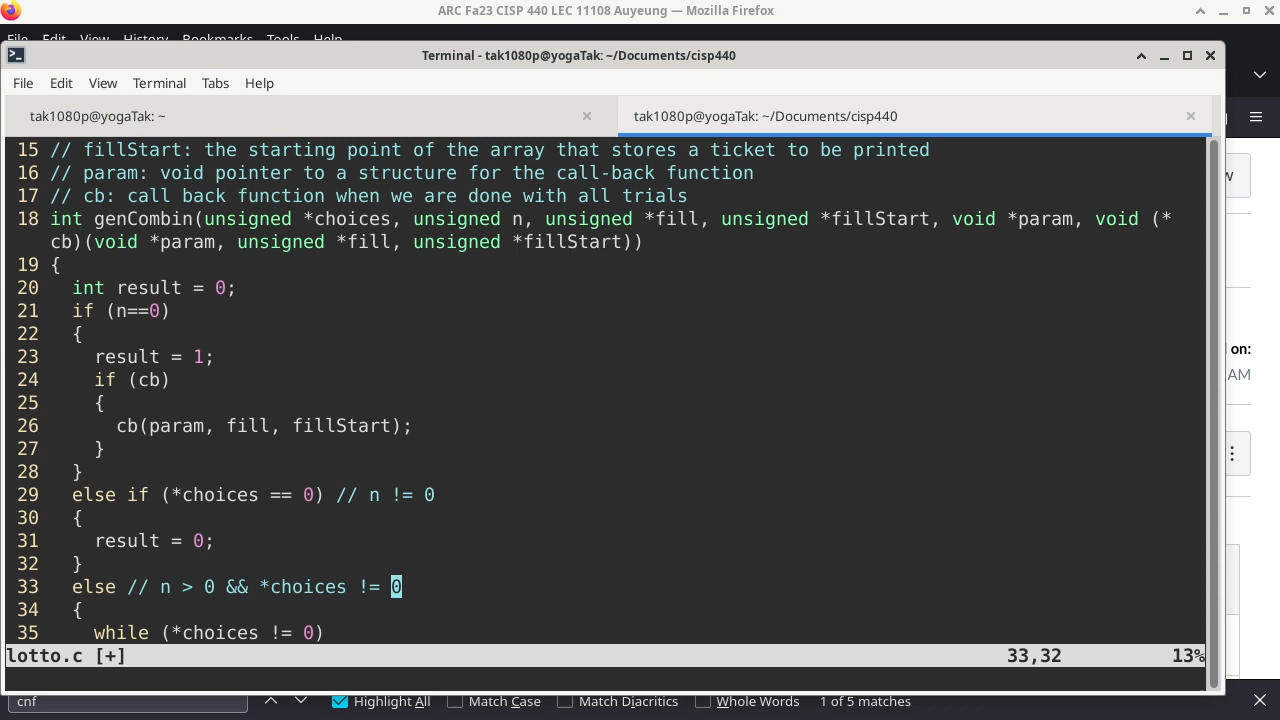 ARC Fa23 CISP 440 LEC 11108 Auyeung — Mozilla Firefox
File Edit View History Bookmarks Tools Help
Terminal - tak1080p@yogaTak: ~/Documents/cisp440
File Edit View Terminal Tabs Help
tak1080p@yogaTak: ~
tak1080p@yogaTak: ~/Documents/cisp440
15 // fillStart: the starting point of the array that stores a ticket to be printed
16 // param: void pointer to a structure for the call-back function
17 // cb: call back function when we are done with all trials
18 int genCombin(unsigned *choices, unsigned n, unsigned *fill, unsigned *fillStart, void *param, void (*
cb)(void *param, unsigned *fill, unsigned *fillStart))
19 {
20   int result = 0;
21   if (n==0)
22   {
23     result = 1;
24     if (cb)
25     {
26       cb(param, fill, fillStart);
27     }
28   }
29   else if (*choices == 0) // n != 0
30   {
31     result = 0;
32   }
33   else // n > 0 && *choices != 0
34   {
35     while (*choices != 0)
lotto.c [+] 33,32 13%
on:
AM
cnf Highlight All Match Case Match Diacritics Whole Words 1 of 5 matches